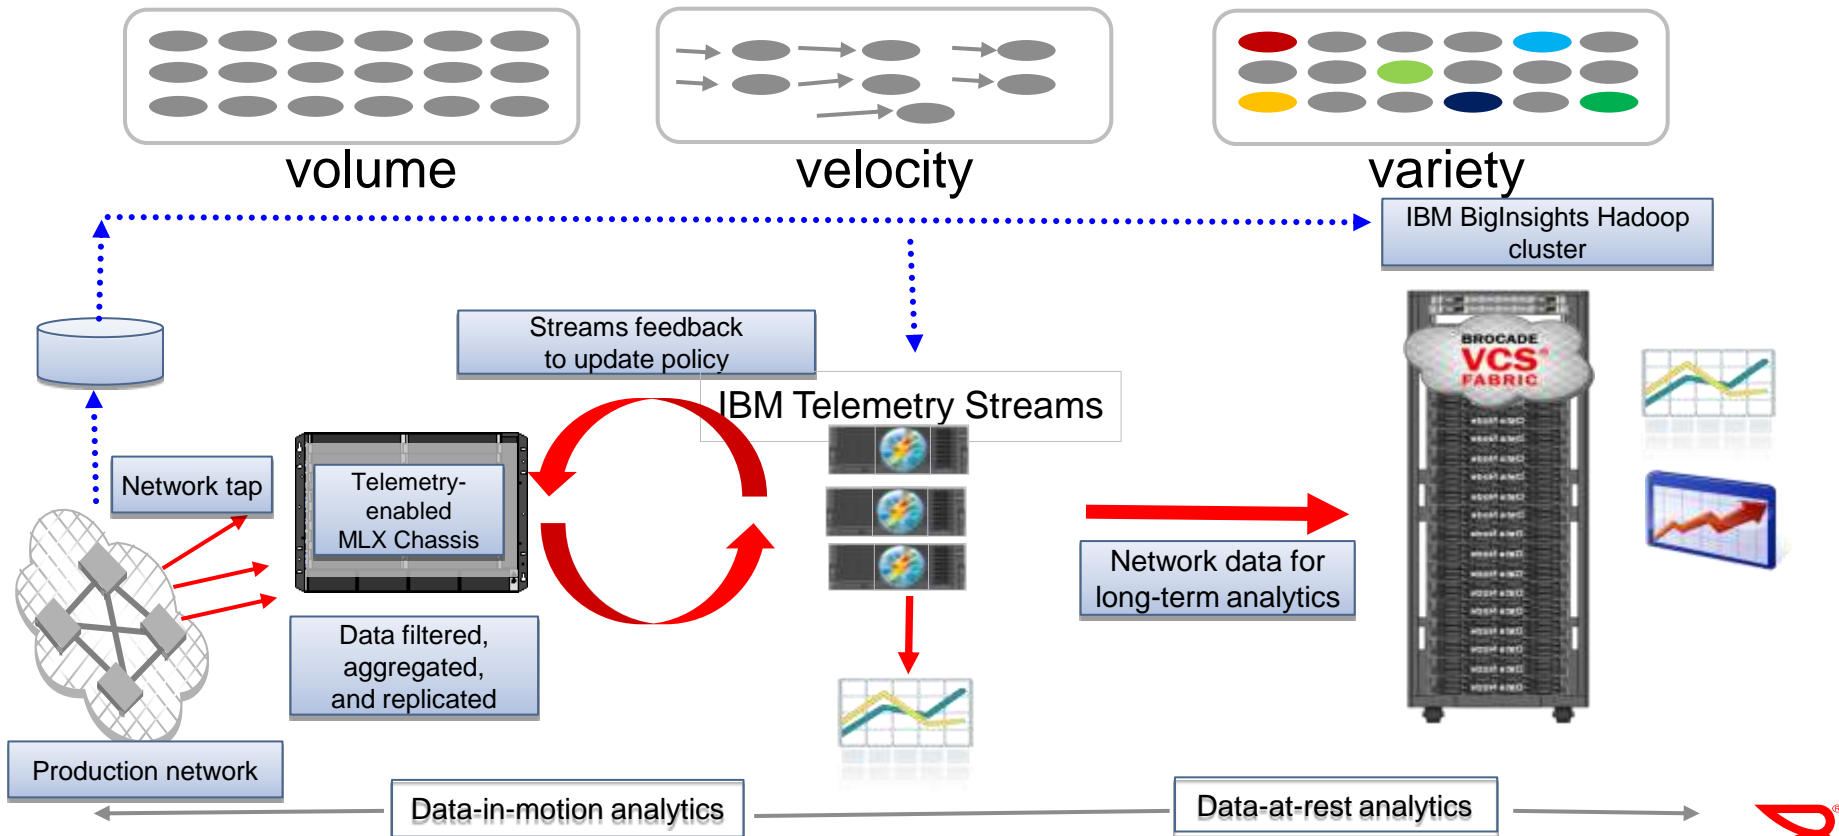 volume
velocity
variety
IBM BigInsights Hadoop
cluster
Streams feedback
to update policy
IBM Telemetry Streams
BROCADE
VCS®
FABRIC
Network tap
Telemetry-
enabled
MLX Chassis
Network data for
long-term analytics
Data filtered,
aggregated,
and replicated
Production network
Data-in-motion analytics
Data-at-rest analytics
®